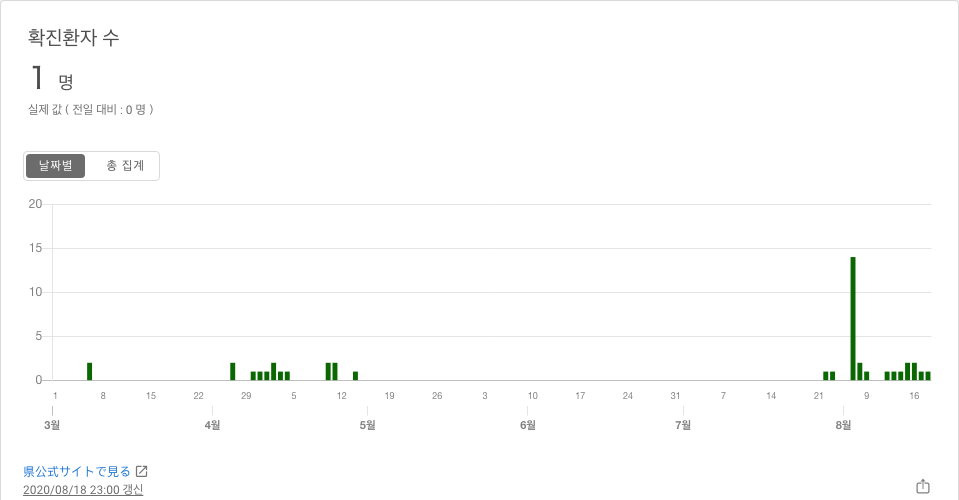 확진환자 수
1 명
실제 값 ( 전일 대비 : 0 명 )
날짜별 총 집계
20
15
10
5
0
1 8 15 22 29 5 12 19 26 3 10 17 24 31 7 14 21 9 16
3월 4월 5월 6월 7월 8월
県公式サイトで見る
2020/08/18 23:00 갱신